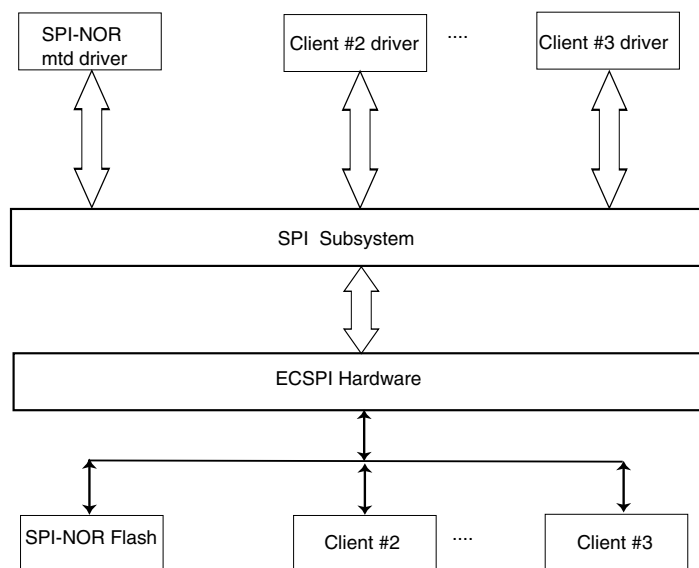 SPI-NOR
mtd driver
Client #2 driver
....
Client #3 driver
SPI Subsystem
ECSPI Hardware
SPI-NOR Flash
Client #2
....
Client #3